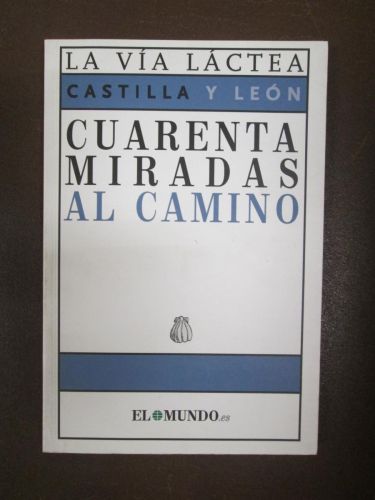 LA VÍA LÁCTEA
CASTILLA Y LEÓN
CUARENTA
MIRADAS
AL CAMINO
EL MUNDO.es